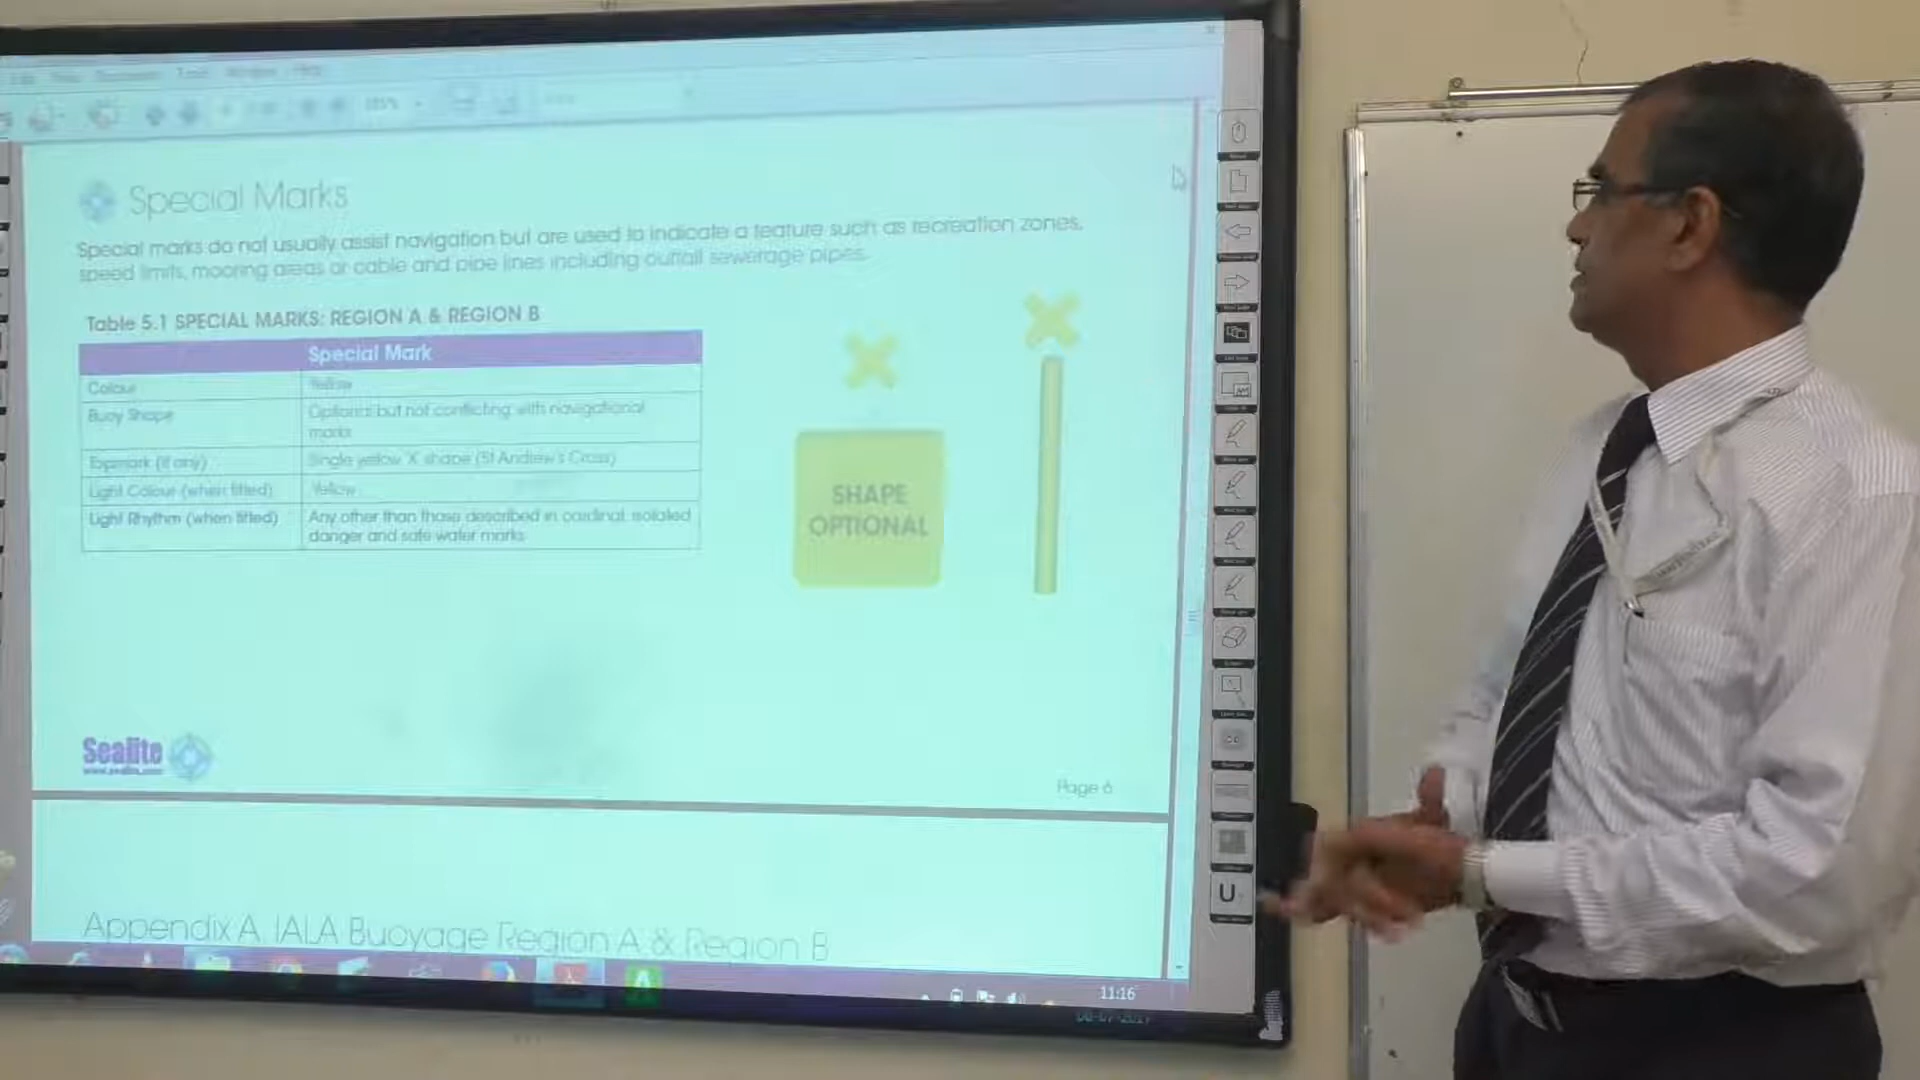 Special Marks
Special marks do not usually assist navigation but are used to indicate a feature such as recreation zones,
speed limits, mooring areas or cable and pipe lines including outfall sewerage pipes.
Table 5.1 SPECIAL MARKS: REGION A & REGION B
Special Mark
Colour Yellow
Buoy Shape Optional but not conflicting with navigational
marks
Topmark (if any) Single yellow 'X' shape (St Andrew's Cross)
Light Colour (when fitted) Yellow
Light Rhythm (when fitted) Any other than those described in cardinal, isolated
danger and safe water marks
SHAPE
OPTIONAL
Sealite
www.sealite.com
Page 6
Appendix A IALA Buoyage Region A & Region B
11:16
U